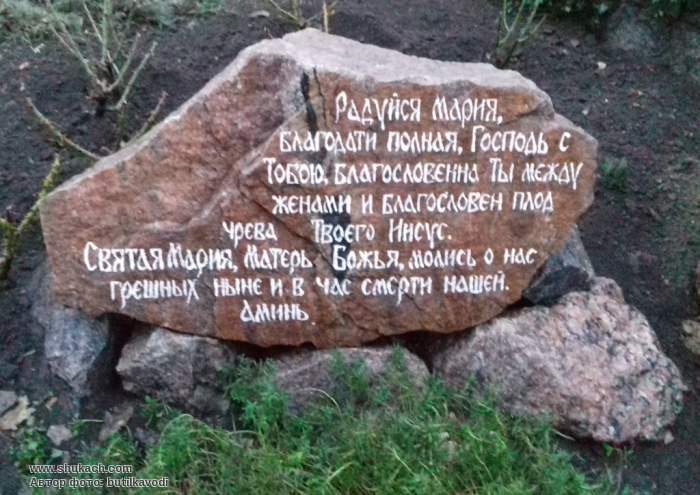 Радуйся Мария,
благодати полная, Господь с
Тобою, благословенна Ты между
женами и благословен плод
чрева Твоего Иисус.
Святая Мария, Матерь Божья, молись о нас
грешных ныне и в час смерти нашей.
Аминь.
www.shukach.com
Автор фото: butilkavodi